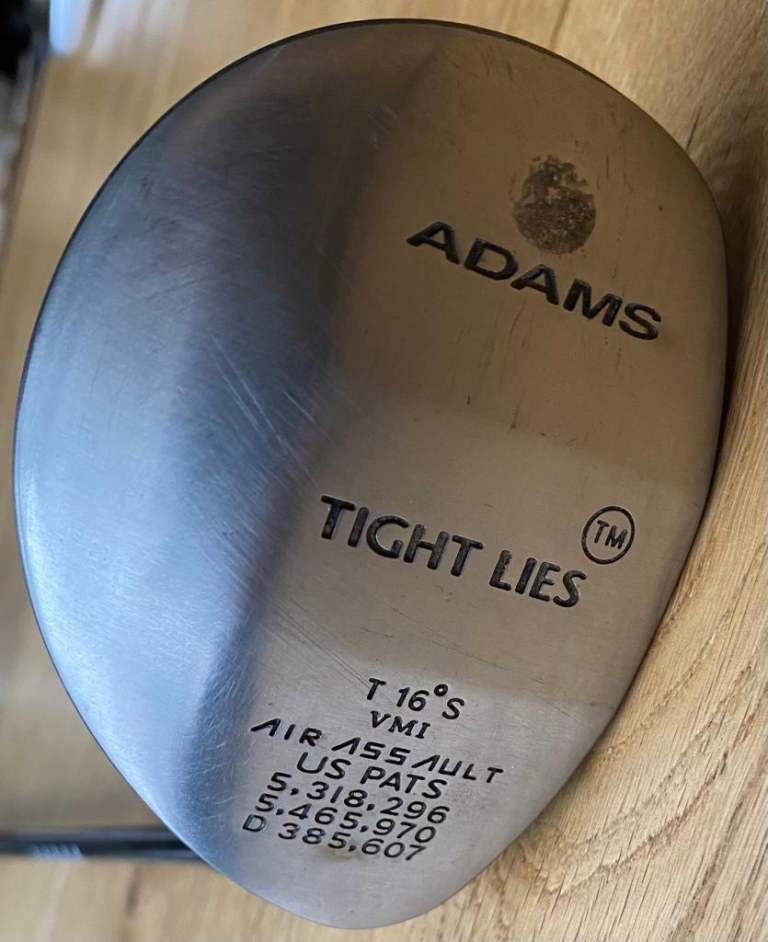 ADAMS
TIGHT LIES TM
T 16°S
VMI
AIR ASSAULT
US PATS
5,318,296
5,465,970
D 385,607